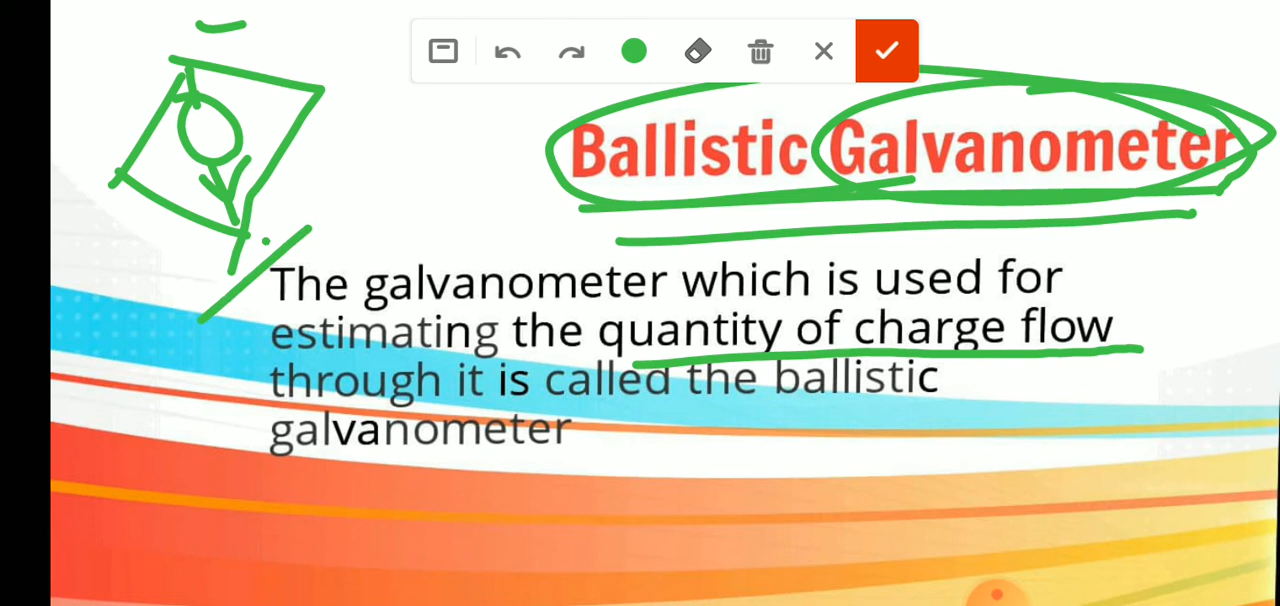 Ballistic Galvanometer
The galvanometer which is used for
estimating the quantity of charge flow
through it is called the ballistic
galvanometer